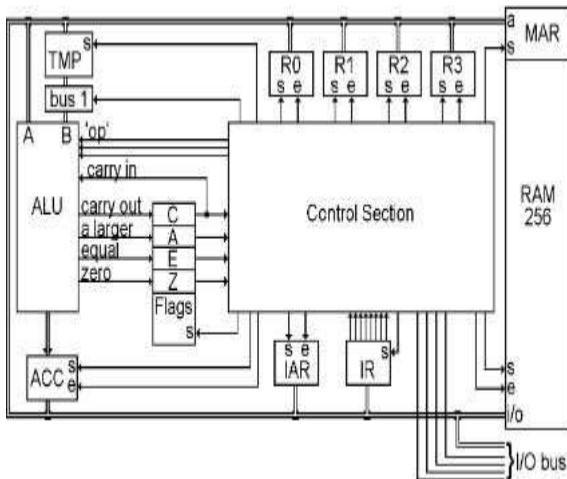 a
MAR
s
s
TMP
R0
R1
R2
R3
s e
s e
s e
s e
bus 1
A
B
'op'
carry in
ALU
carry out
C
a larger
A
equal
E
zero
Z
Flags
s
Control Section
RAM
256
ACC
s
e
s e
IAR
s
IR
s
e
i/o
I/O bus